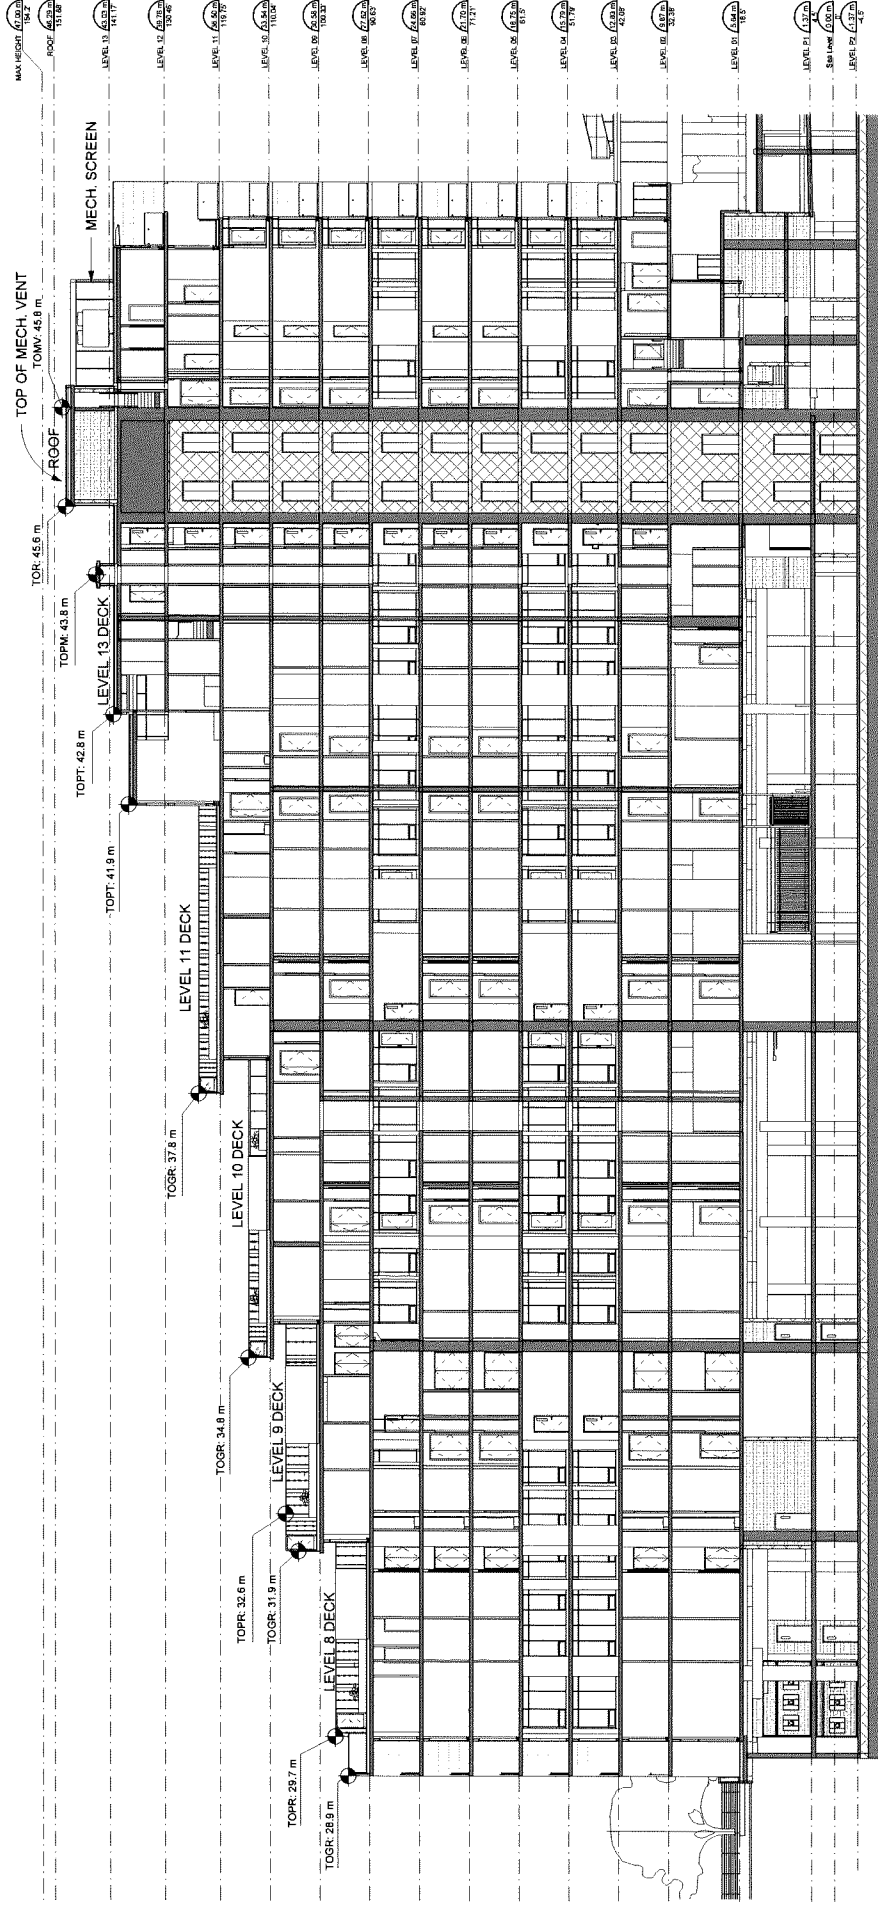 MAX HEIGHT 47.00 m
154.2'
ROOF 46.29 m
151.88'
LEVEL 13 43.03 m
141.17'
LEVEL 12 39.76 m
130.45'
LEVEL 11 36.50 m
119.75'
LEVEL 10 33.54 m
110.04'
LEVEL 09 30.58 m
100.33'
LEVEL 08 27.62 m
90.63'
LEVEL 07 24.66 m
80.92'
LEVEL 06 21.70 m
71.21'
LEVEL 05 18.75 m
61.5'
LEVEL 04 15.79 m
51.79'
LEVEL 03 12.83 m
42.08'
LEVEL 02 9.87 m
32.38'
LEVEL 01 5.64 m
18.5'
LEVEL P1 1.37 m
4.5'
Sea Level 0.00 m
0'
LEVEL P2 -1.37 m
-4.5'
MECH. SCREEN
TOP OF MECH. VENT
TOMV: 45.8 m
ROOF
TOR: 45.6 m
TOPM: 43.8 m
LEVEL 13 DECK
TOPT: 42.8 m
TOPT: 41.9 m
LEVEL 11 DECK
TOGR: 37.8 m
LEVEL 10 DECK
TOGR: 34.8 m
LEVEL 9 DECK
TOPR: 32.6 m
TOGR: 31.9 m
LEVEL 8 DECK
TOPR: 29.7 m
TOGR: 28.9 m